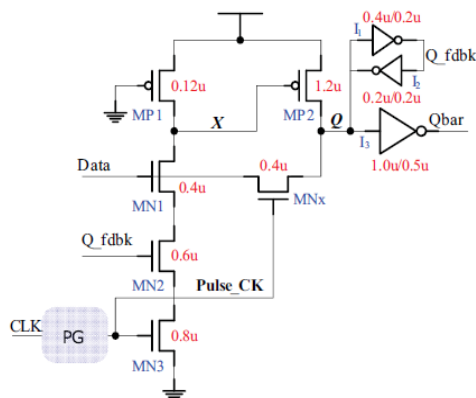 0.4u/0.2u
I1
Q_fdbk
I2
0.12u
1.2u
MP1
X
MP2
Q
0.2u/0.2u
Qbar
I3
Data
0.4u
1.0u/0.5u
0.4u
MN1
MNx
Q_fdbk
0.6u
MN2
Pulse_CK
CLK
PG
0.8u
MN3